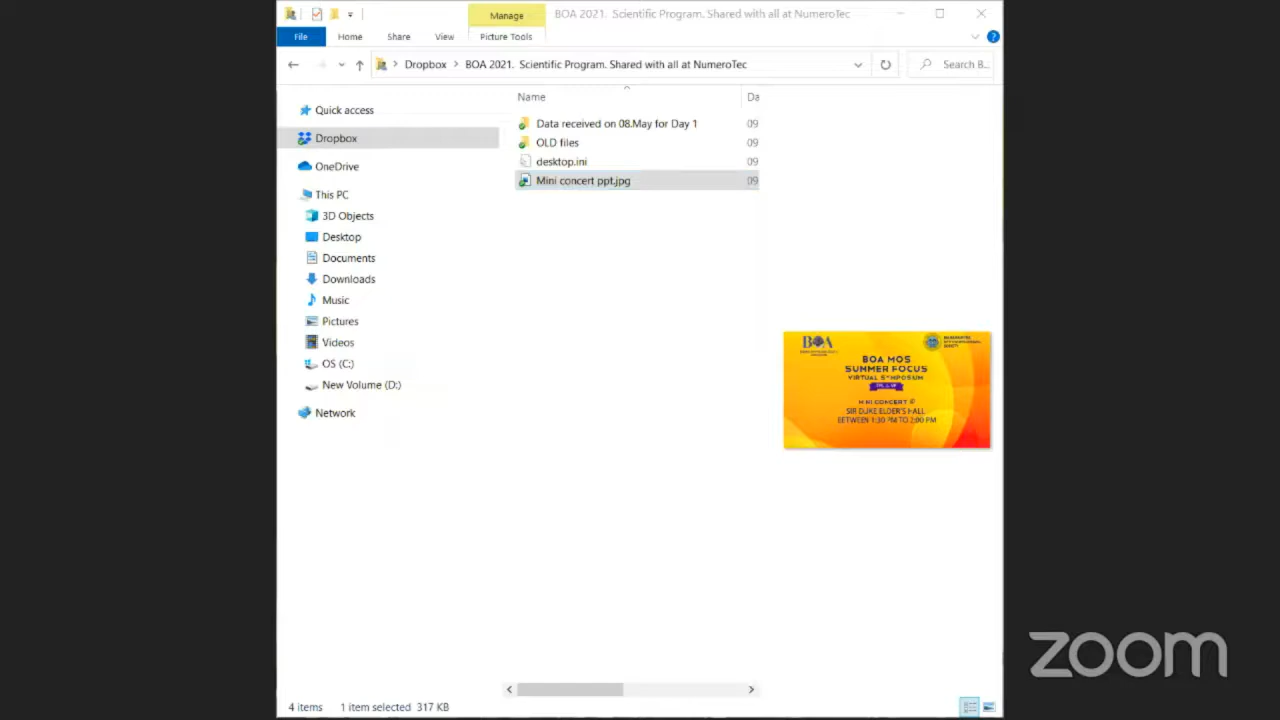 Manage
BOA 2021.  Scientific Program. Shared with all at NumeroTec
File
Home
Share
View
Picture Tools
Dropbox
BOA 2021.  Scientific Program. Shared with all at NumeroTec
Search B...
Name
Da
Quick access
Dropbox
OneDrive
This PC
3D Objects
Desktop
Documents
Downloads
Music
Pictures
Videos
OS (C:)
New Volume (D:)
Network
Data received on 08.May for Day 1
09
OLD files
09
desktop.ini
09
Mini concert ppt.jpg
09
BOA
BOA MOS
SUMMER FOCUS
VIRTUAL SYMPOSIUM
MINI CONCERT @
SIR DUKE ELDER'S HALL
BETWEEN 1:30 PM TO 2:00 PM
4 items
1 item selected  317 KB
zoom